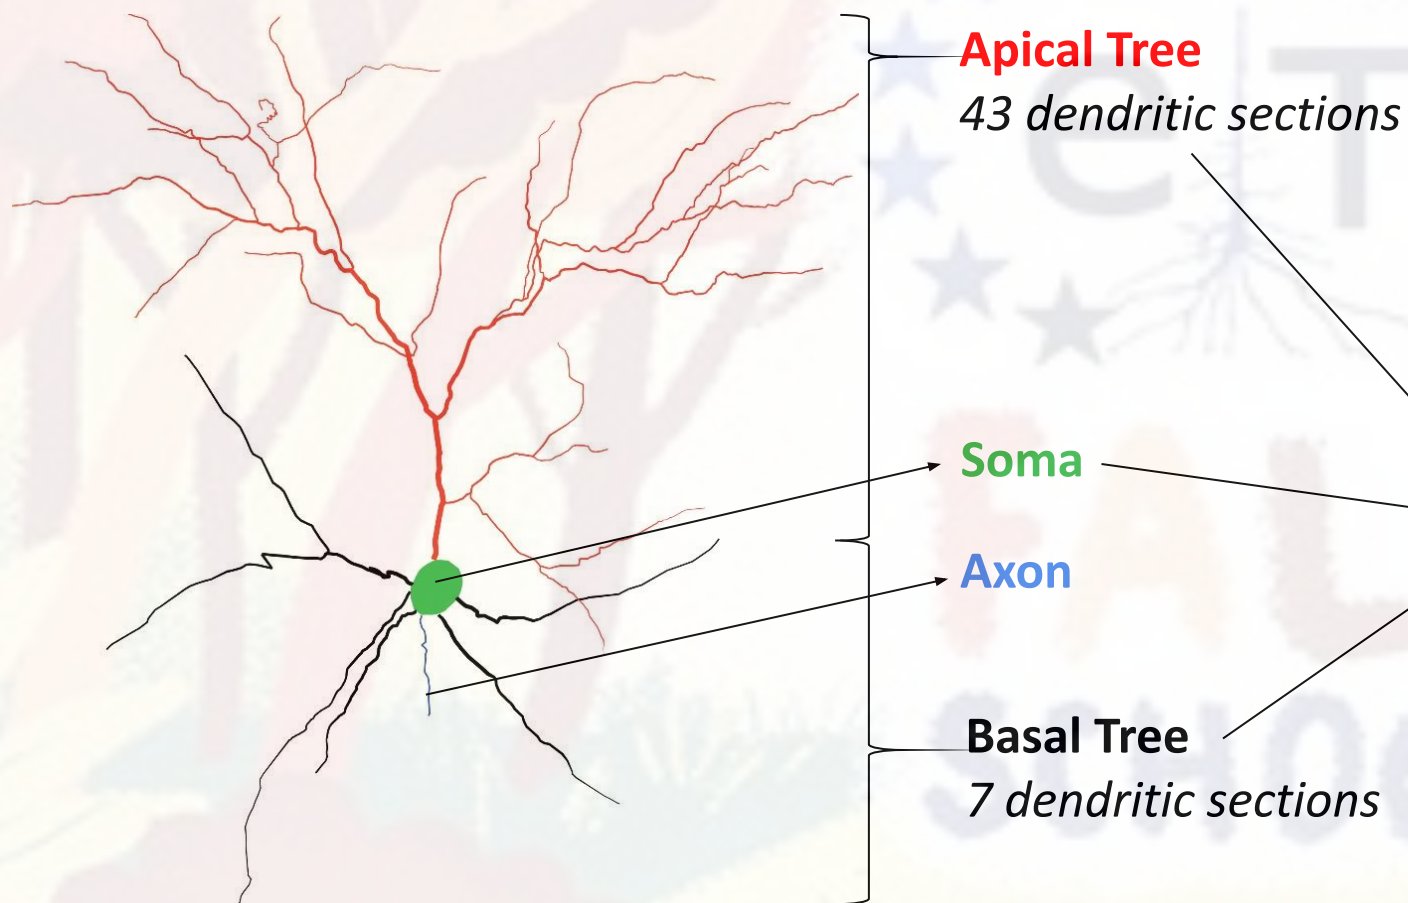 Apical Tree
43 dendritic sections
Soma
Axon
Basal Tree
7 dendritic sections